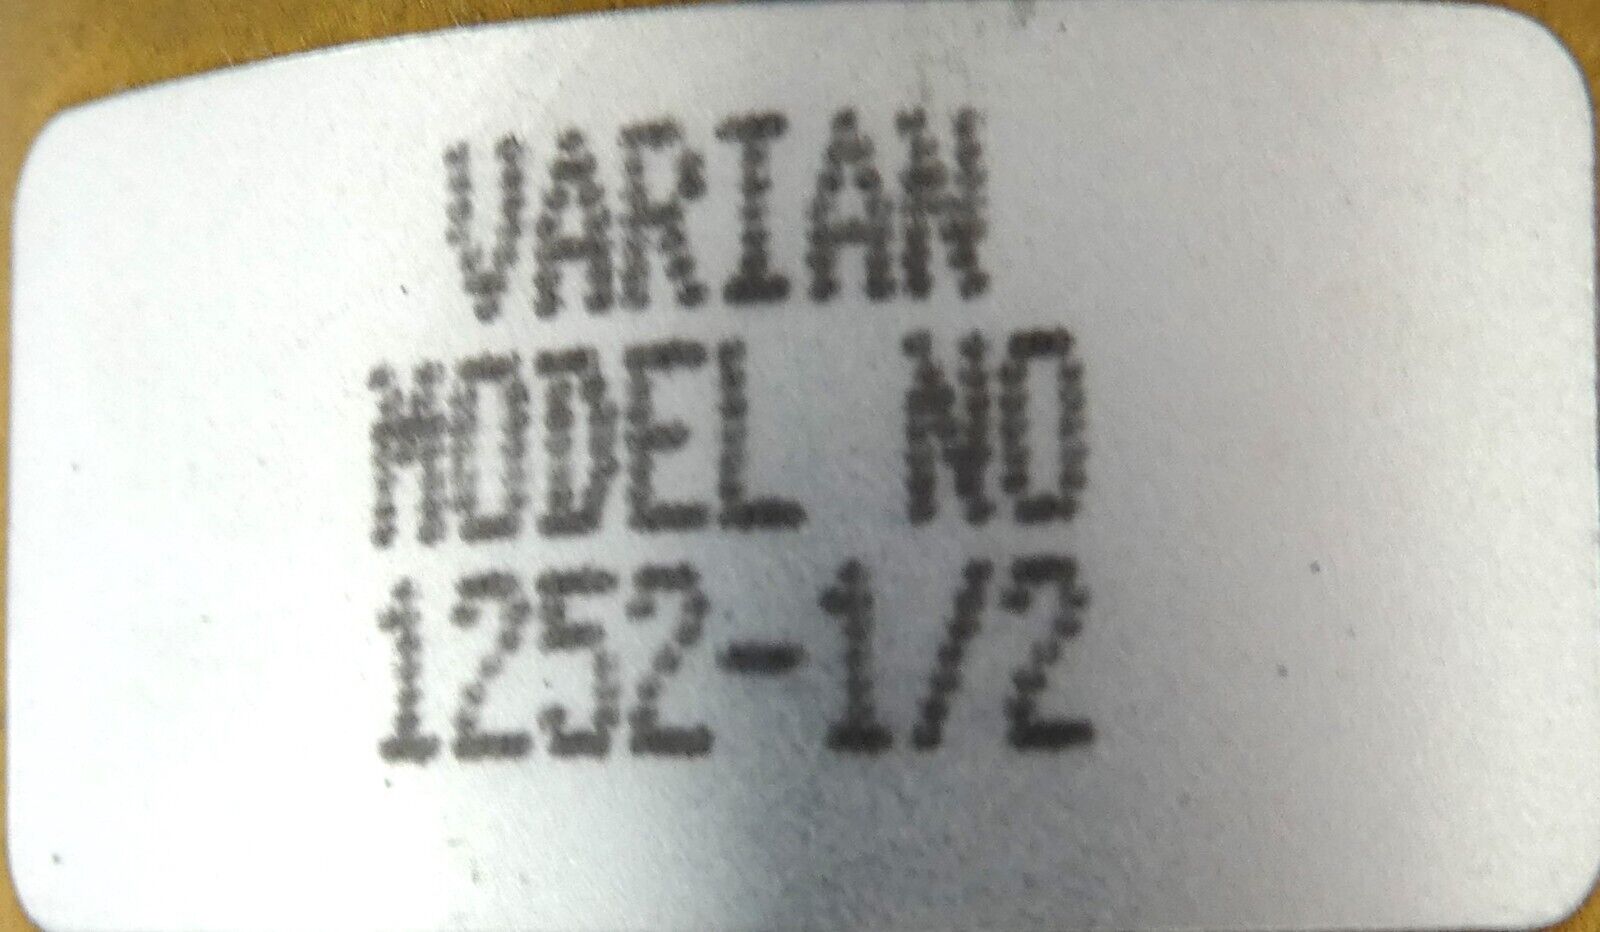 VARIAN
MODEL NO
1252-1/2